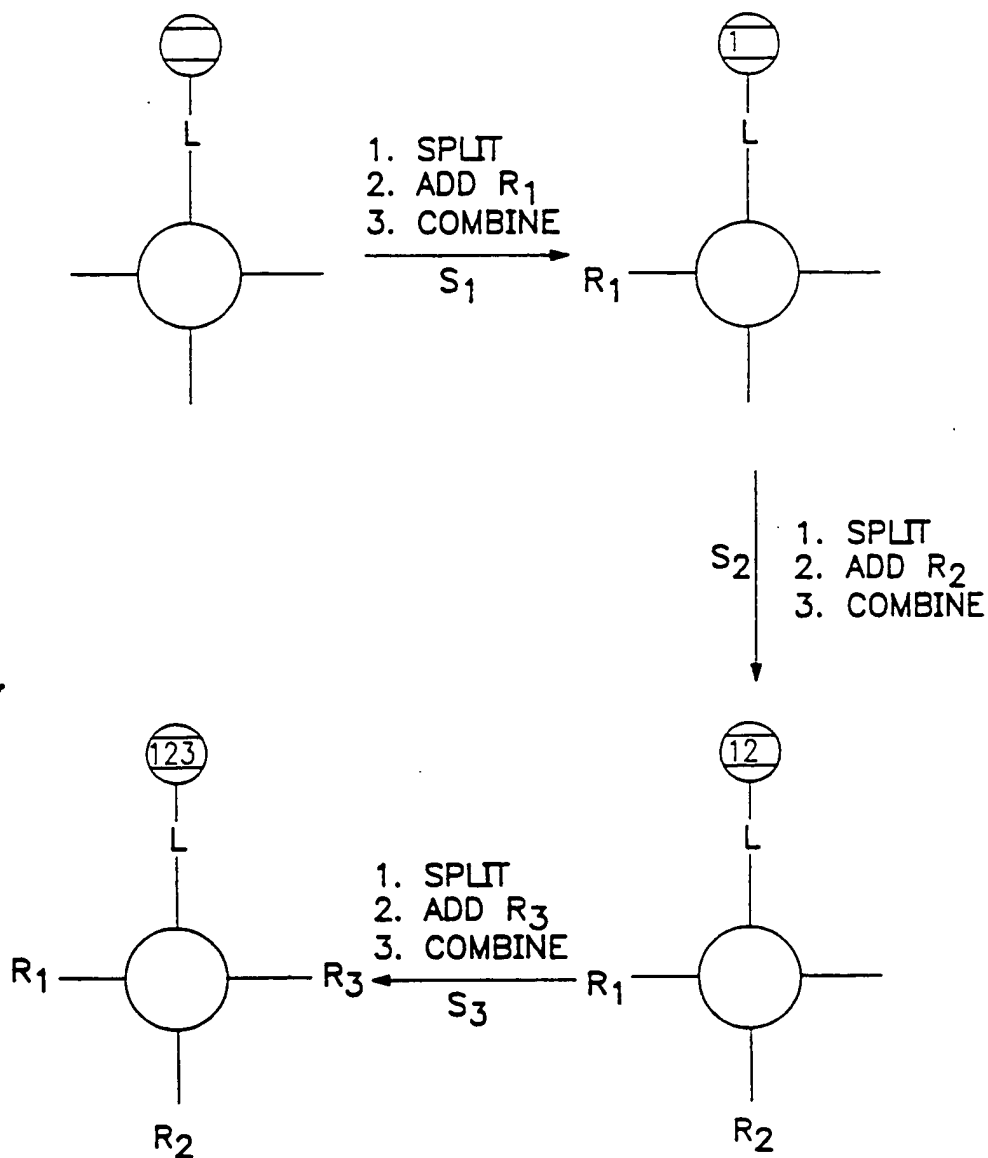 1
L
L
1. SPLIT
2. ADD R1
3. COMBINE
S1
R1
S2
1. SPLIT
2. ADD R2
3. COMBINE
123
12
L
L
1. SPLIT
2. ADD R3
3. COMBINE
R1
R3
S3
R1
R2
R2